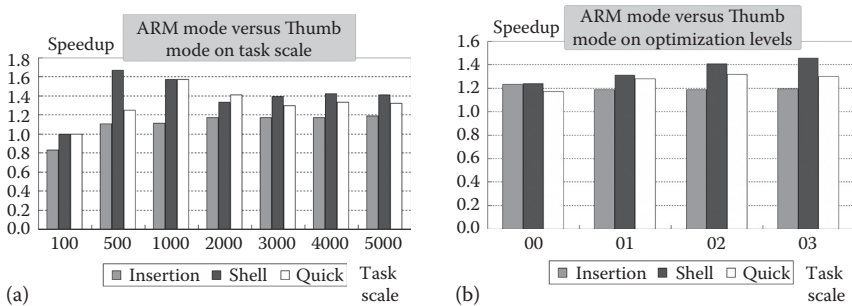 Speedup
ARM mode versus Thumb
mode on task scale
1.8
1.6
1.4
1.2
1.0
0.8
0.6
0.4
0.2
0.0
100 500 1000 2000 3000 4000 5000
Insertion Shell Quick
Task
scale
(a)
Speedup
ARM mode versus Thumb
mode on optimization levels
1.6
1.4
1.2
1.0
0.8
0.6
0.4
0.2
0.0
00 01 02 03
Insertion Shell Quick
Task
scale
(b)